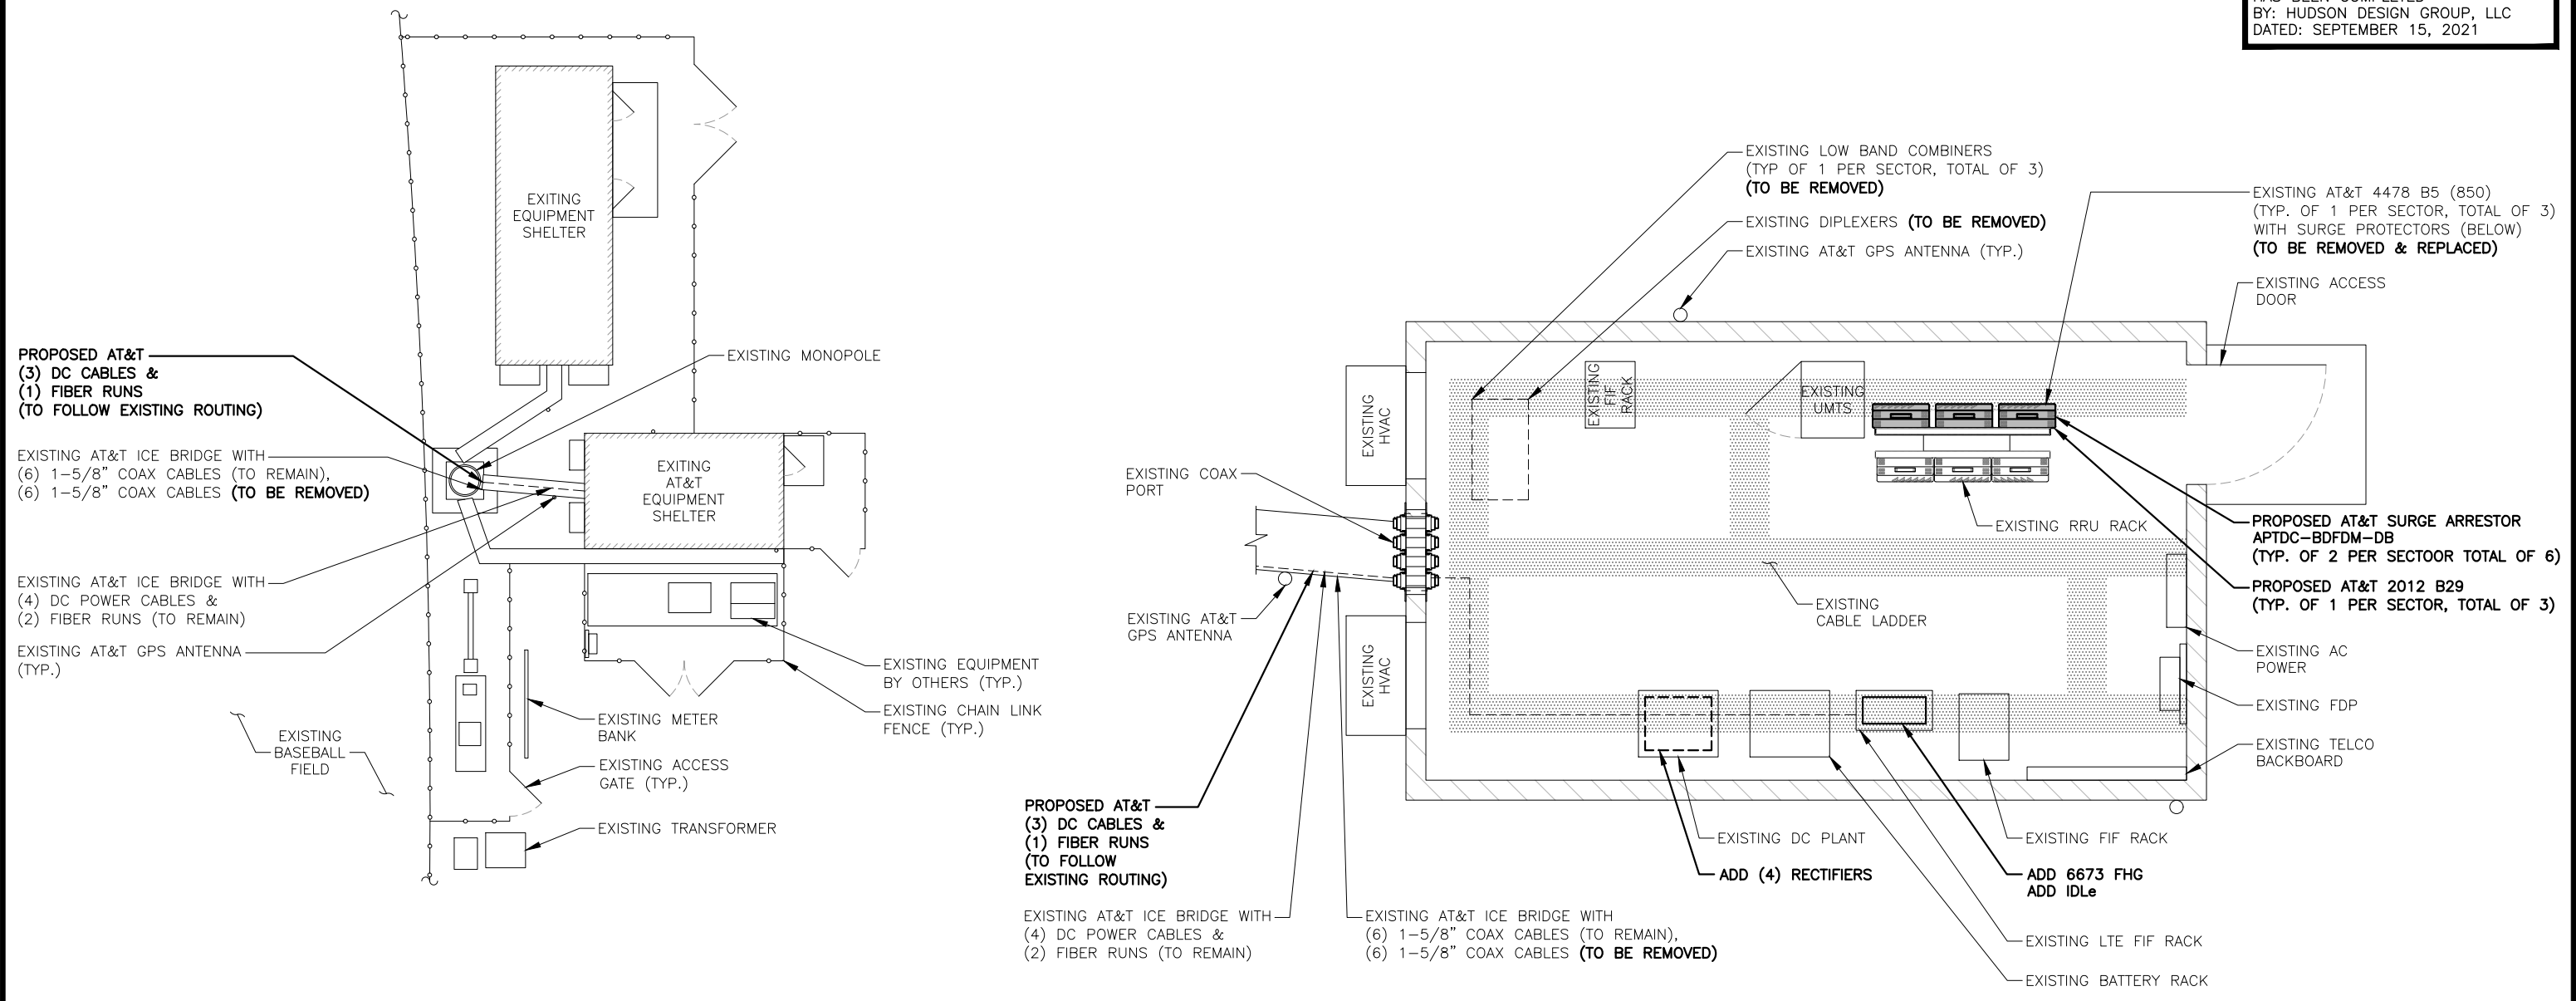 HAS BEEN COMPLETED
BY: HUDSON DESIGN GROUP, LLC
DATED: SEPTEMBER 15, 2021
EXITING
EQUIPMENT
SHELTER
PROPOSED AT&T
(3) DC CABLES &
(1) FIBER RUNS
(TO FOLLOW EXISTING ROUTING)
EXISTING MONOPOLE
EXISTING AT&T ICE BRIDGE WITH
(6) 1-5/8" COAX CABLES (TO REMAIN),
(6) 1-5/8" COAX CABLES (TO BE REMOVED)
EXITING
AT&T
EQUIPMENT
SHELTER
EXISTING AT&T ICE BRIDGE WITH
(4) DC POWER CABLES &
(2) FIBER RUNS (TO REMAIN)
EXISTING AT&T GPS ANTENNA
(TYP.)
EXISTING EQUIPMENT
BY OTHERS (TYP.)
EXISTING CHAIN LINK
FENCE (TYP.)
EXISTING METER
BANK
EXISTING
BASEBALL
FIELD
EXISTING ACCESS
GATE (TYP.)
EXISTING TRANSFORMER
EXISTING LOW BAND COMBINERS
(TYP OF 1 PER SECTOR, TOTAL OF 3)
(TO BE REMOVED)
EXISTING DIPLEXERS (TO BE REMOVED)
EXISTING AT&T GPS ANTENNA (TYP.)
EXISTING AT&T 4478 B5 (850)
(TYP. OF 1 PER SECTOR, TOTAL OF 3)
WITH SURGE PROTECTORS (BELOW)
(TO BE REMOVED & REPLACED)
EXISTING ACCESS
DOOR
EXISTING
HVAC
EXISTING
FIF
RACK
EXISTING
UMTS
EXISTING COAX
PORT
EXISTING RRU RACK
PROPOSED AT&T SURGE ARRESTOR
APTDC-BDFDM-DB
(TYP. OF 2 PER SECTOOR TOTAL OF 6)
PROPOSED AT&T 2012 B29
(TYP. OF 1 PER SECTOR, TOTAL OF 3)
EXISTING AT&T
GPS ANTENNA
EXISTING
CABLE LADDER
EXISTING
HVAC
EXISTING AC
POWER
EXISTING FDP
EXISTING TELCO
BACKBOARD
PROPOSED AT&T
(3) DC CABLES &
(1) FIBER RUNS
(TO FOLLOW
EXISTING ROUTING)
EXISTING DC PLANT
ADD (4) RECTIFIERS
EXISTING FIF RACK
ADD 6673 FHG
ADD IDLe
EXISTING AT&T ICE BRIDGE WITH
(4) DC POWER CABLES &
(2) FIBER RUNS (TO REMAIN)
EXISTING AT&T ICE BRIDGE WITH
(6) 1-5/8" COAX CABLES (TO REMAIN),
(6) 1-5/8" COAX CABLES (TO BE REMOVED)
EXISTING LTE FIF RACK
EXISTING BATTERY RACK